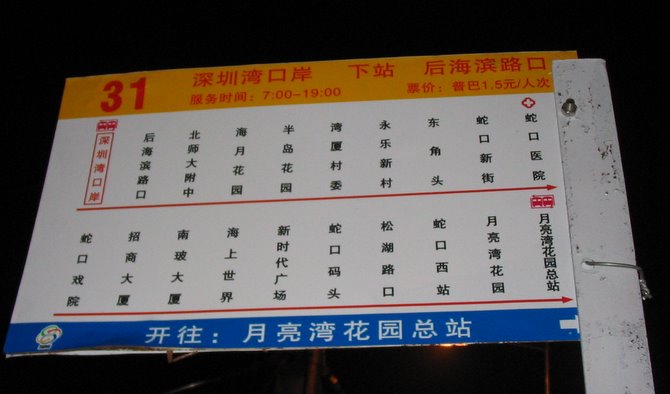 31 深圳湾口岸 下站 后海滨路口
服务时间：7:00-19:00 票价：普巴1.5元/人次
深圳湾口岸
后海滨路口
北师大附中
海月花园
半岛花园
湾厦村委
永乐新村
东角头
蛇口新街
蛇口医院
蛇口戏院
招商大厦
南玻大厦
海上世界
新时代广场
蛇口码头
松湖路口
蛇口西站
月亮湾花园
月亮湾花园总站
开往：月亮湾花园总站